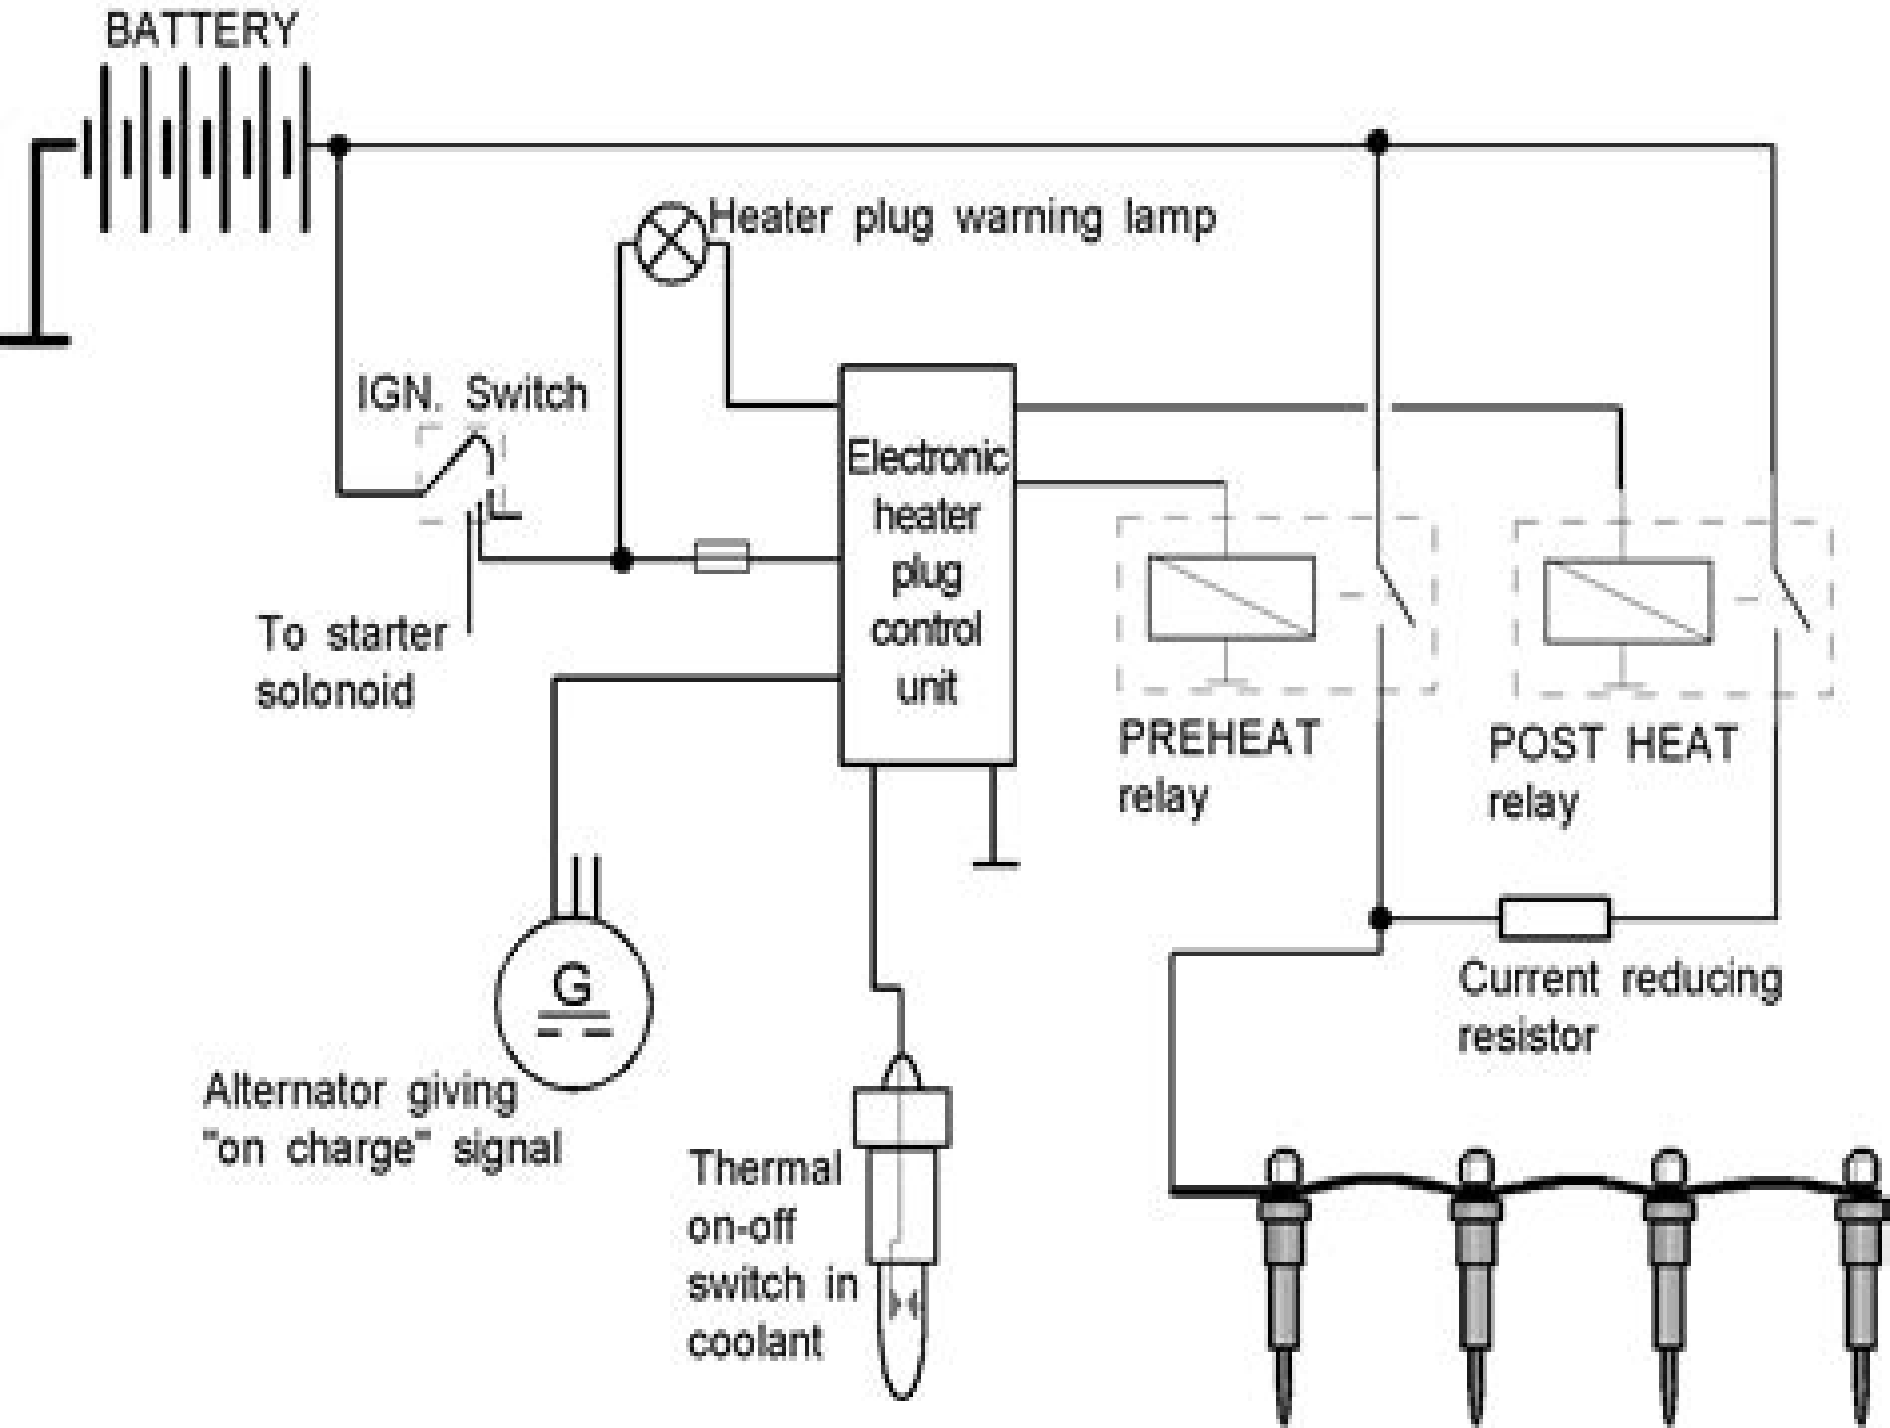 BATTERY
Heater plug warning lamp
IGN. Switch
Electronic
heater
plug
control
unit
To starter
solonoid
PREHEAT
relay
POST HEAT
relay
G
Current reducing
resistor
Alternator giving
"on charge" signal
Thermal
on-off
switch in
coolant